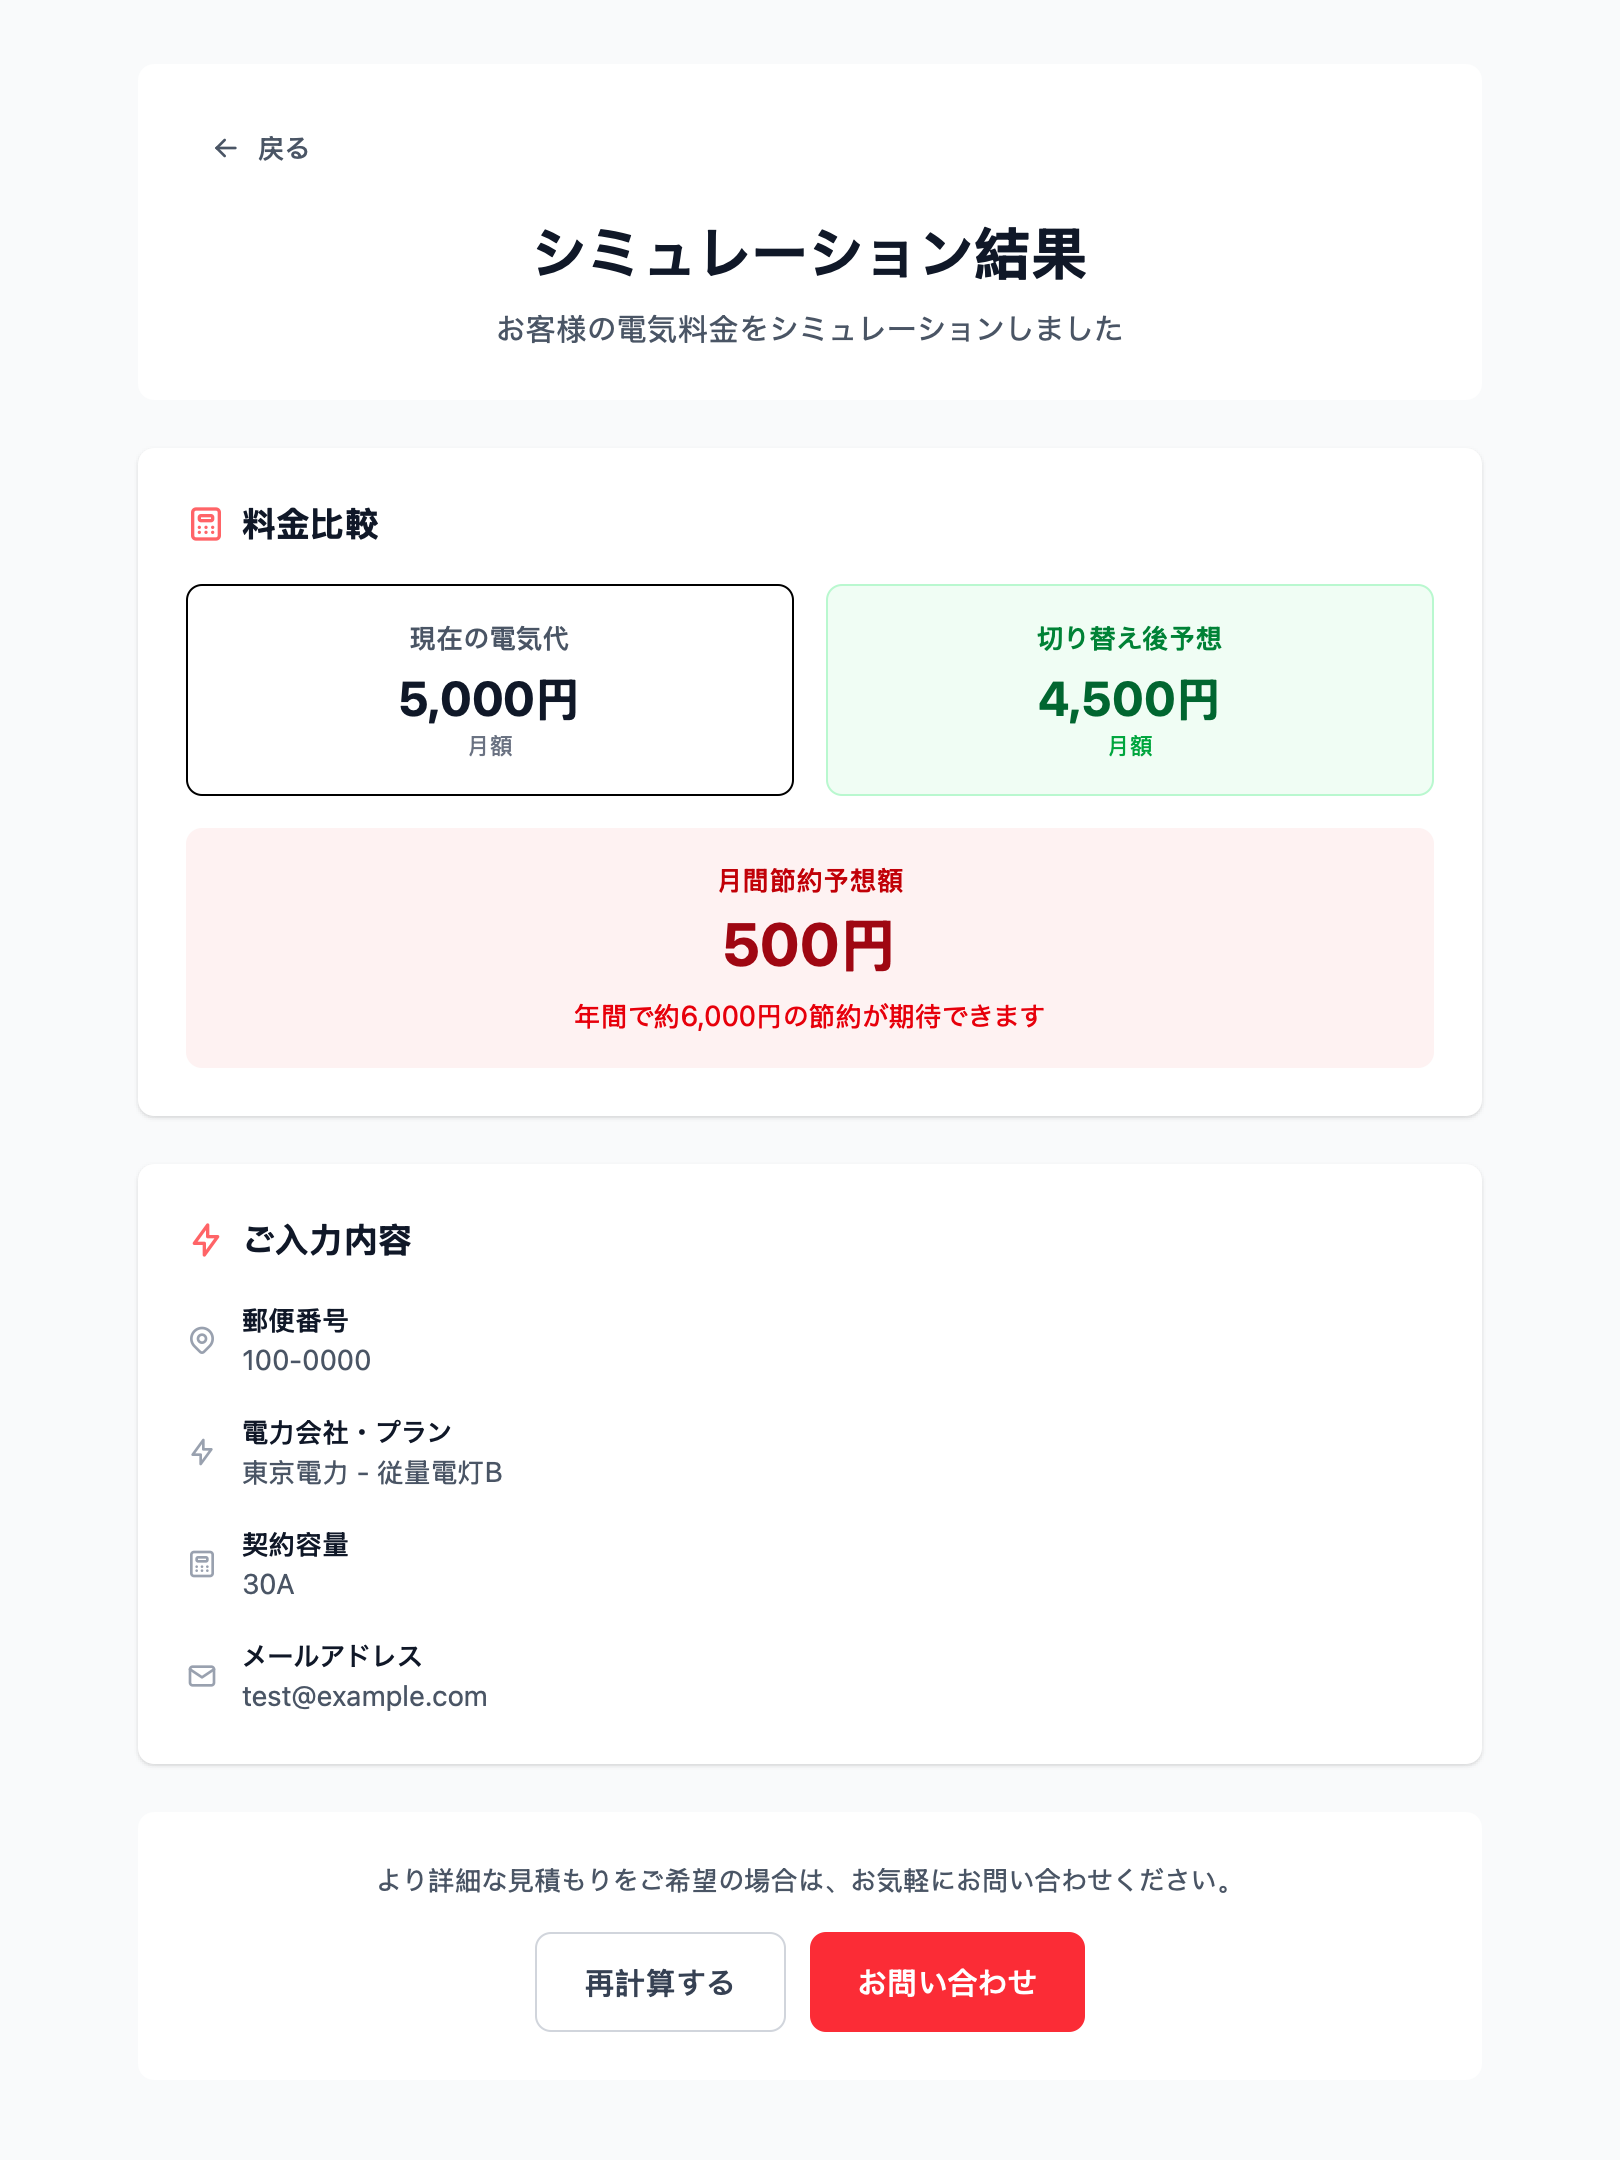 戻る
シミュレーション結果
お客様の電気料金をシミュレーションしました
料金比較
現在の電気代
5,000円
月額
切り替え後予想
4,500円
月額
月間節約予想額
500円
年間で約6,000円の節約が期待できます
ご入力内容
郵便番号
100-0000
電力会社・プラン
東京電力 - 従量電灯B
契約容量
30A
メールアドレス
test@example.com
より詳細な見積もりをご希望の場合は、お気軽にお問い合わせください。
再計算する
お問い合わせ